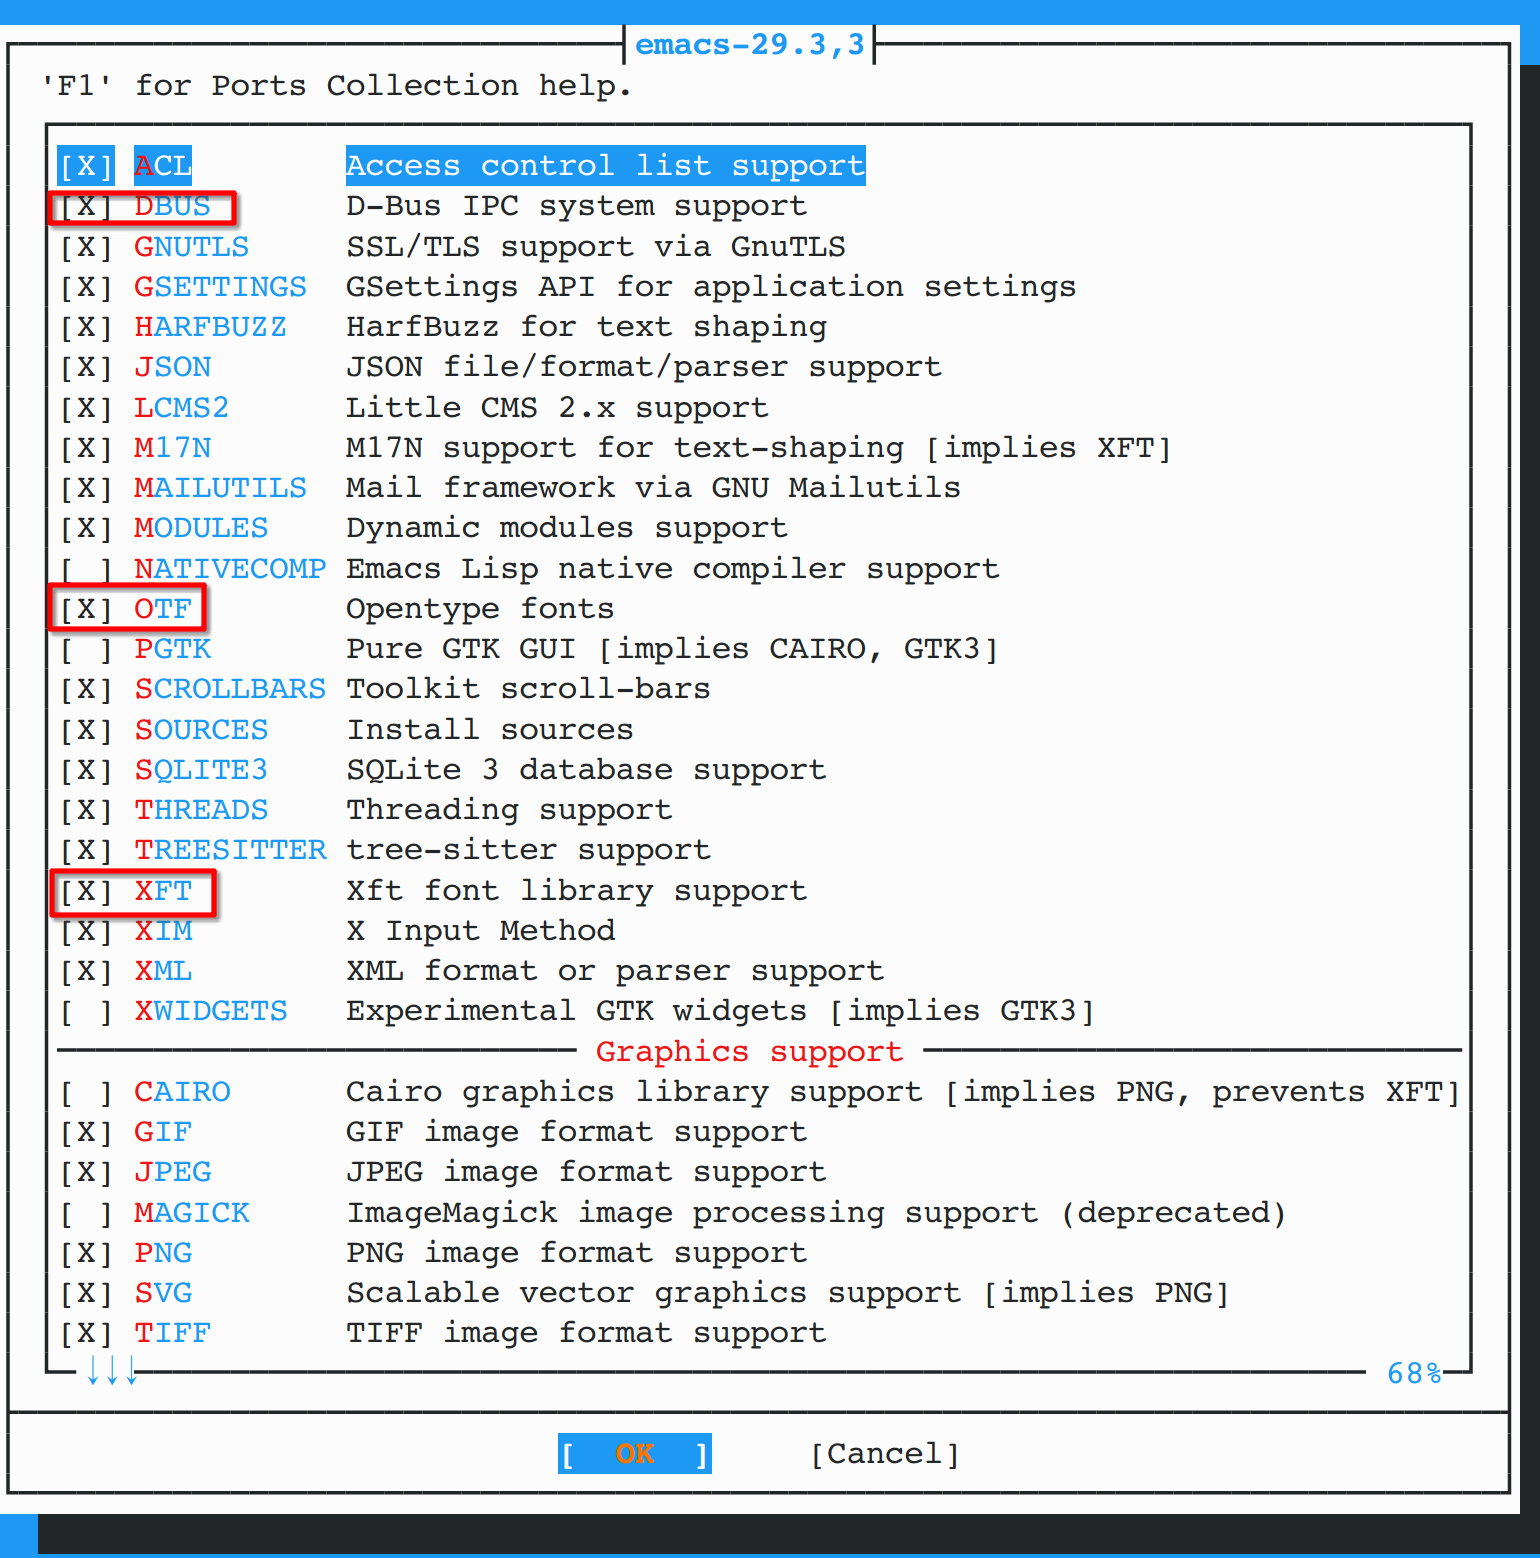 emacs-29.3,3
'F1' for Ports Collection help.
[X] ACL Access control list support
[X] DBUS D-Bus IPC system support
[X] GNUTLS SSL/TLS support via GnuTLS
[X] GSETTINGS GSettings API for application settings
[X] HARFBUZZ HarfBuzz for text shaping
[X] JSON JSON file/format/parser support
[X] LCMS2 Little CMS 2.x support
[X] M17N M17N support for text-shaping [implies XFT]
[X] MAILUTILS Mail framework via GNU Mailutils
[X] MODULES Dynamic modules support
[ ] NATIVECOMP Emacs Lisp native compiler support
[X] OTF Opentype fonts
[ ] PGTK Pure GTK GUI [implies CAIRO, GTK3]
[X] SCROLLBARS Toolkit scroll-bars
[X] SOURCES Install sources
[X] SQLITE3 SQLite 3 database support
[X] THREADS Threading support
[X] TREESITTER tree-sitter support
[X] XFT Xft font library support
[X] XIM X Input Method
[X] XML XML format or parser support
[ ] XWIDGETS Experimental GTK widgets [implies GTK3]
Graphics support
[ ] CAIRO Cairo graphics library support [implies PNG, prevents XFT]
[X] GIF GIF image format support
[X] JPEG JPEG image format support
[ ] MAGICK ImageMagick image processing support (deprecated)
[X] PNG PNG image format support
[X] SVG Scalable vector graphics support [implies PNG]
[X] TIFF TIFF image format support
↓↓↓ 68%
[ OK ] [Cancel]